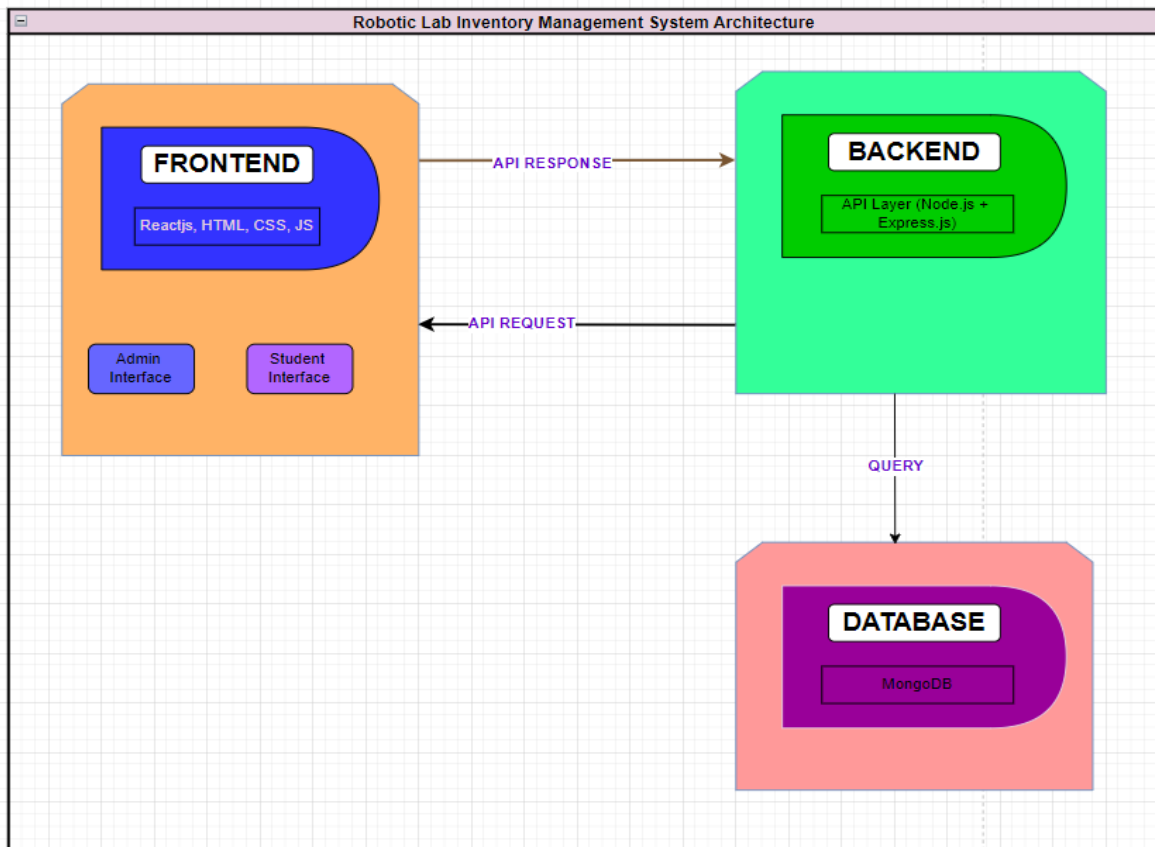 Robotic Lab Inventory Management System Architecture
FRONTEND
Reactjs, HTML, CSS, JS
Admin
Interface
Student
Interface
API RESPONSE
API REQUEST
BACKEND
API Layer (Node.js +
Express.js)
QUERY
DATABASE
MongoDB